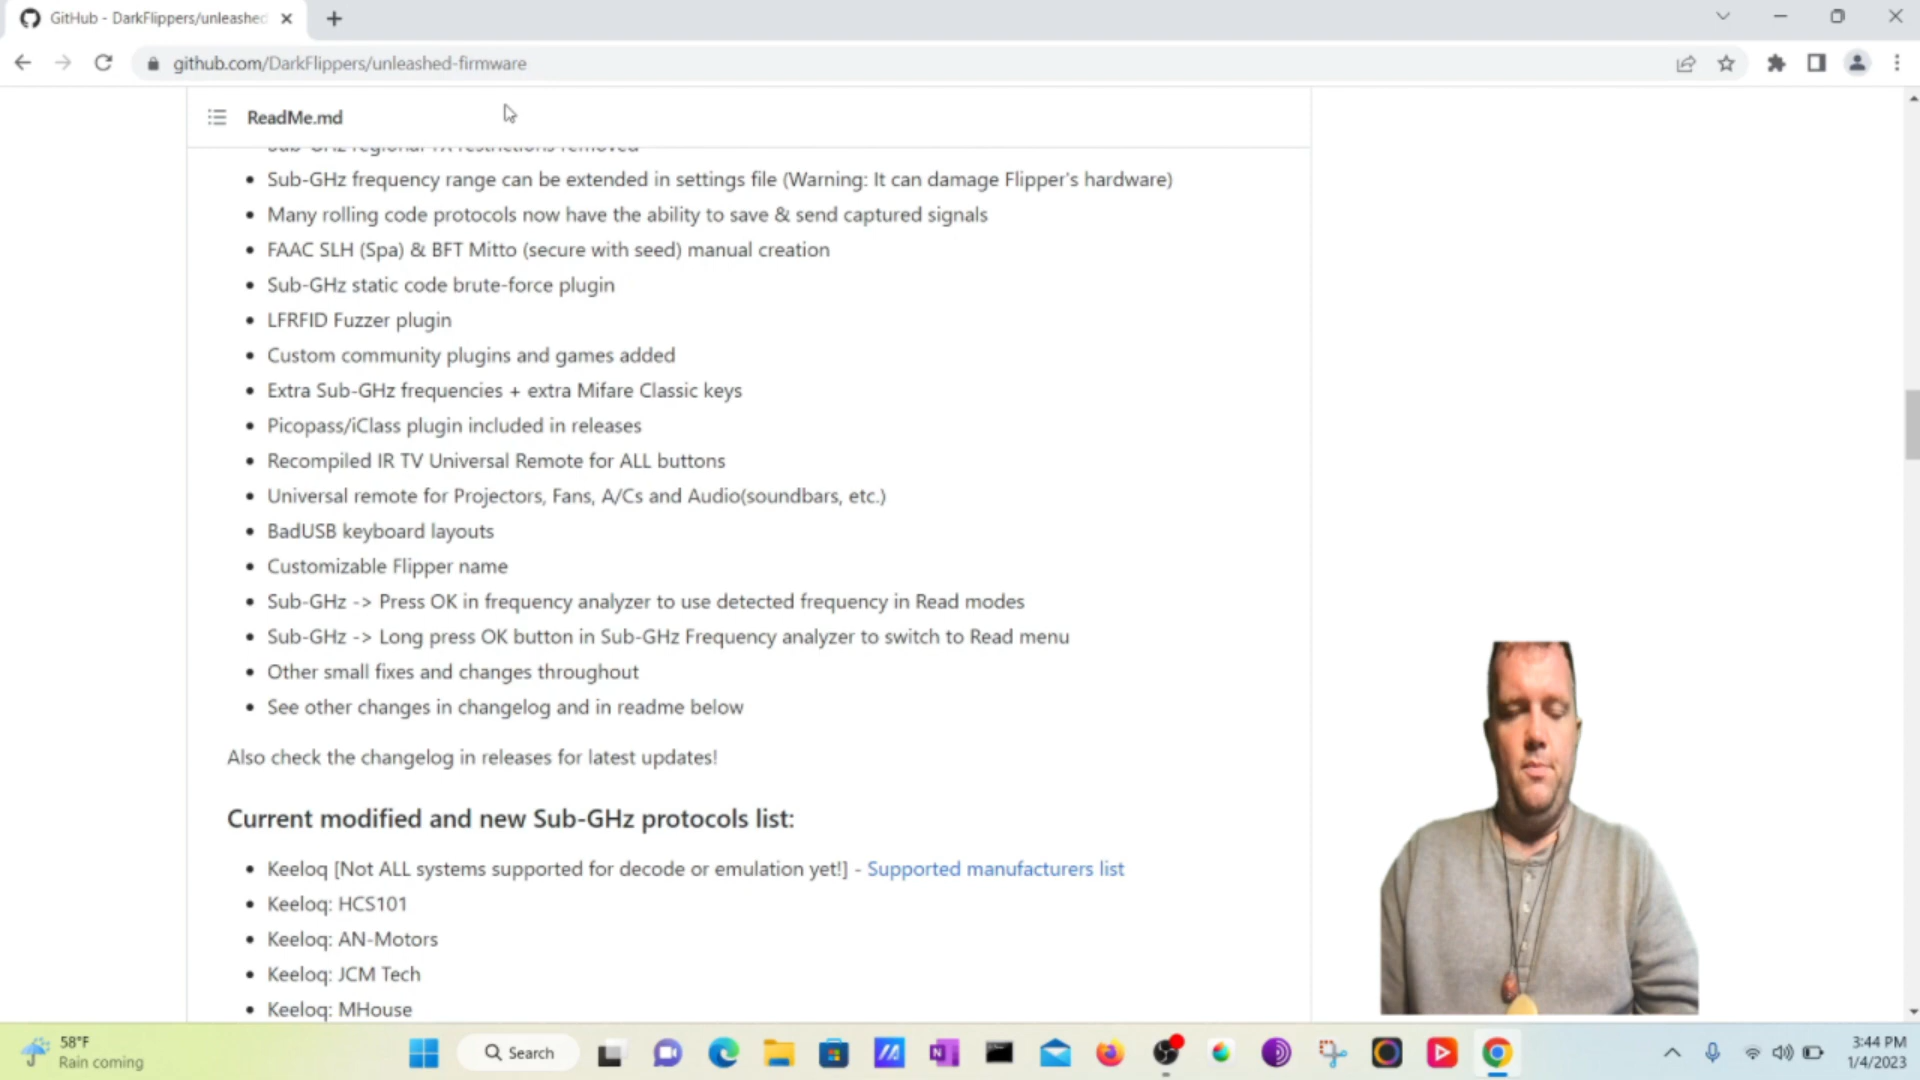 GitHub - DarkFlippers/unleashed
github.com/DarkFlippers/unleashed-firmware
ReadMe.md
Sub-GHz regional TX restrictions removed
Sub-GHz frequency range can be extended in settings file (Warning: It can damage Flipper's hardware)
Many rolling code protocols now have the ability to save & send captured signals
FAAC SLH (Spa) & BFT Mitto (secure with seed) manual creation
Sub-GHz static code brute-force plugin
LFRFID Fuzzer plugin
Custom community plugins and games added
Extra Sub-GHz frequencies + extra Mifare Classic keys
Picopass/iClass plugin included in releases
Recompiled IR TV Universal Remote for ALL buttons
Universal remote for Projectors, Fans, A/Cs and Audio(soundbars, etc.)
BadUSB keyboard layouts
Customizable Flipper name
Sub-GHz -> Press OK in frequency analyzer to use detected frequency in Read modes
Sub-GHz -> Long press OK button in Sub-GHz Frequency analyzer to switch to Read menu
Other small fixes and changes throughout
See other changes in changelog and in readme below
Also check the changelog in releases for latest updates!
Current modified and new Sub-GHz protocols list:
Keeloq [Not ALL systems supported for decode or emulation yet!] - Supported manufacturers list
Keeloq: HCS101
Keeloq: AN-Motors
Keeloq: JCM Tech
Keeloq: MHouse
58°F
Rain coming
Search
3:44 PM
1/4/2023